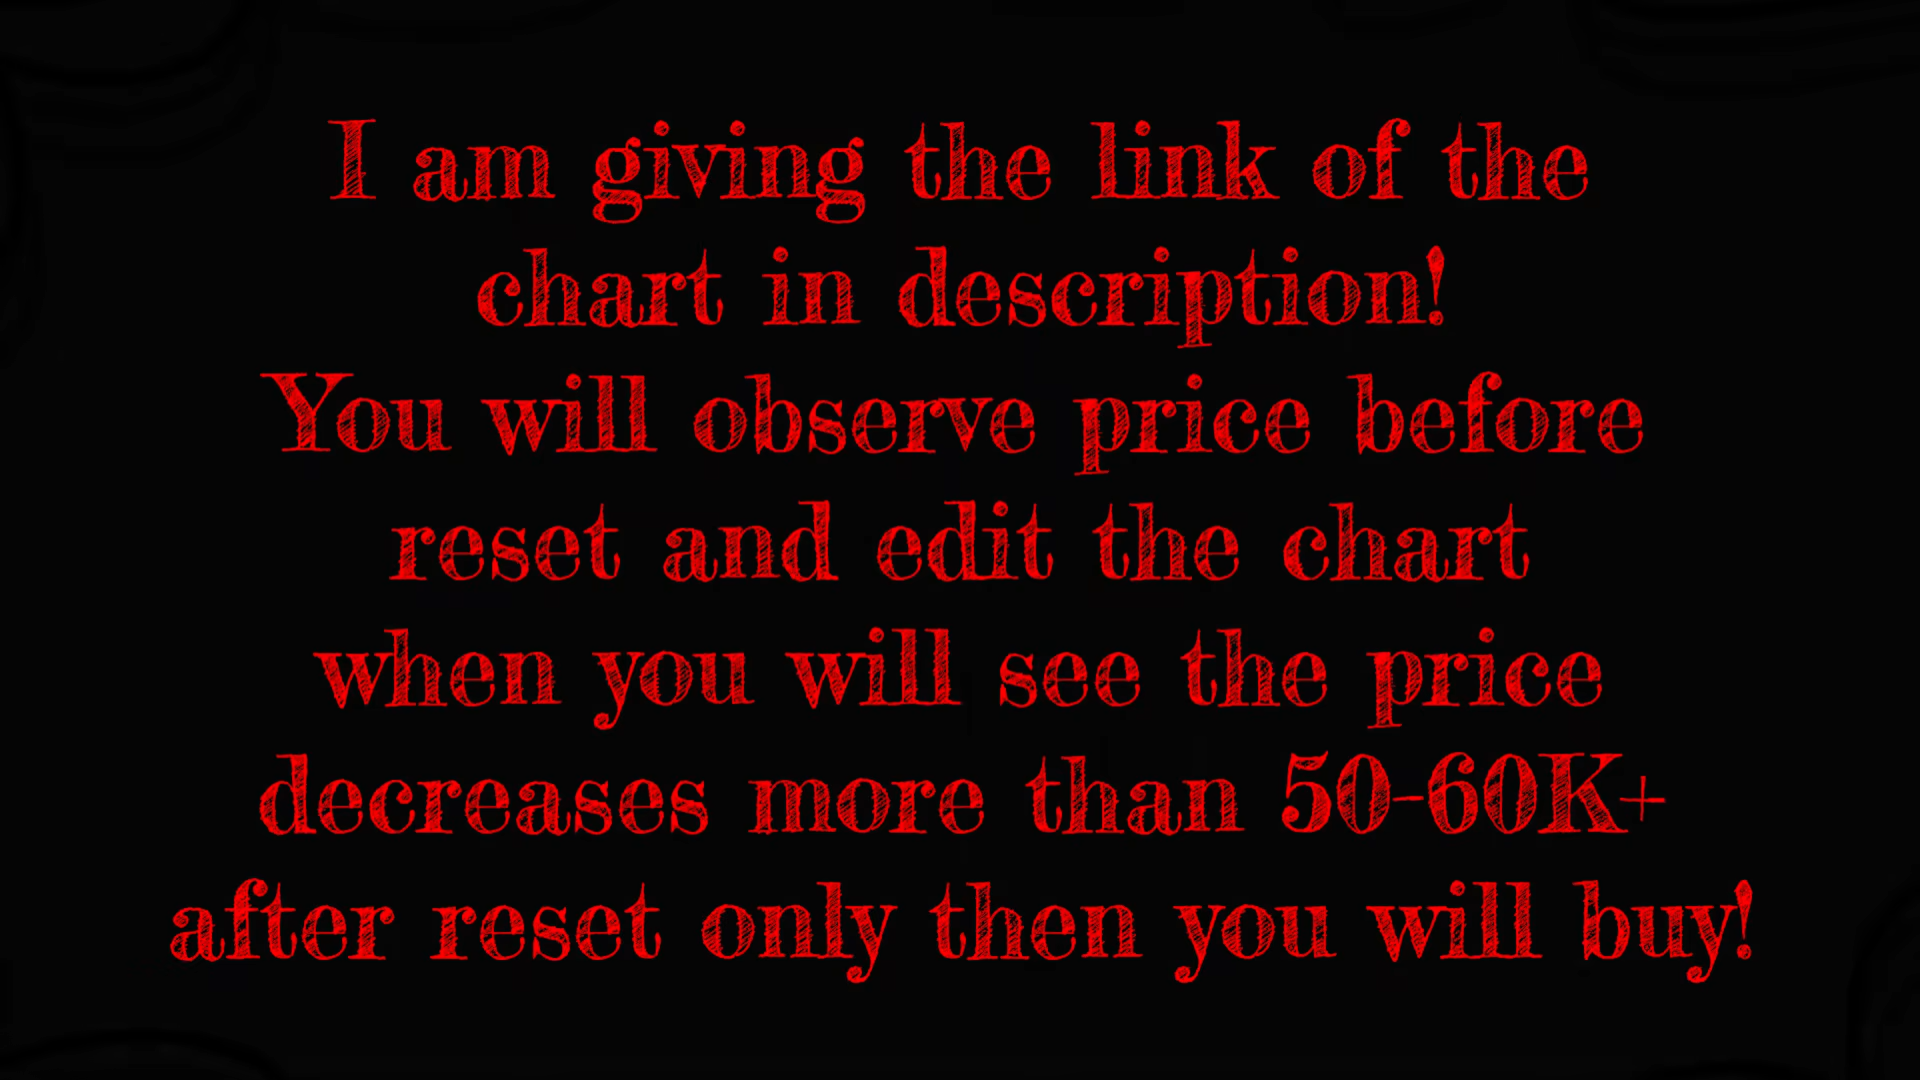 I am giving the link of the
chart in description!
You will observe price before
reset and edit the chart
when you will see the price
decreases more than 50-60K+
after reset only then you will buy!